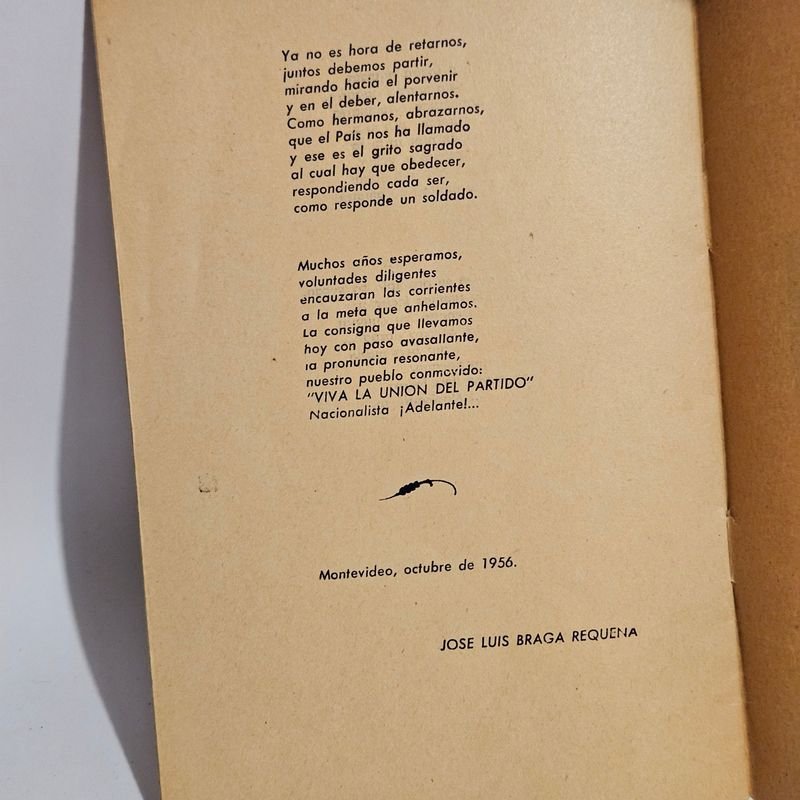 Ya no es hora de retarnos,
juntos debemos partir,
mirando hacia el porvenir
y en el deber, alentarnos.
Como hermanos, abrazarnos,
que el País nos ha llamado
y ese es el grito sagrado
al cual hay que obedecer,
respondiendo cada ser,
como responde un soldado.
Muchos años esperamos,
voluntades diligentes
encauzaran las corrientes
a la meta que anhelamos.
La consigna que llevamos
hoy con paso avasallante,
la pronuncia resonante,
nuestro pueblo conmovido:
"VIVA LA UNION DEL PARTIDO"
Nacionalista ¡Adelante!...
Montevideo, octubre de 1956.
JOSE LUIS BRAGA REQUENA